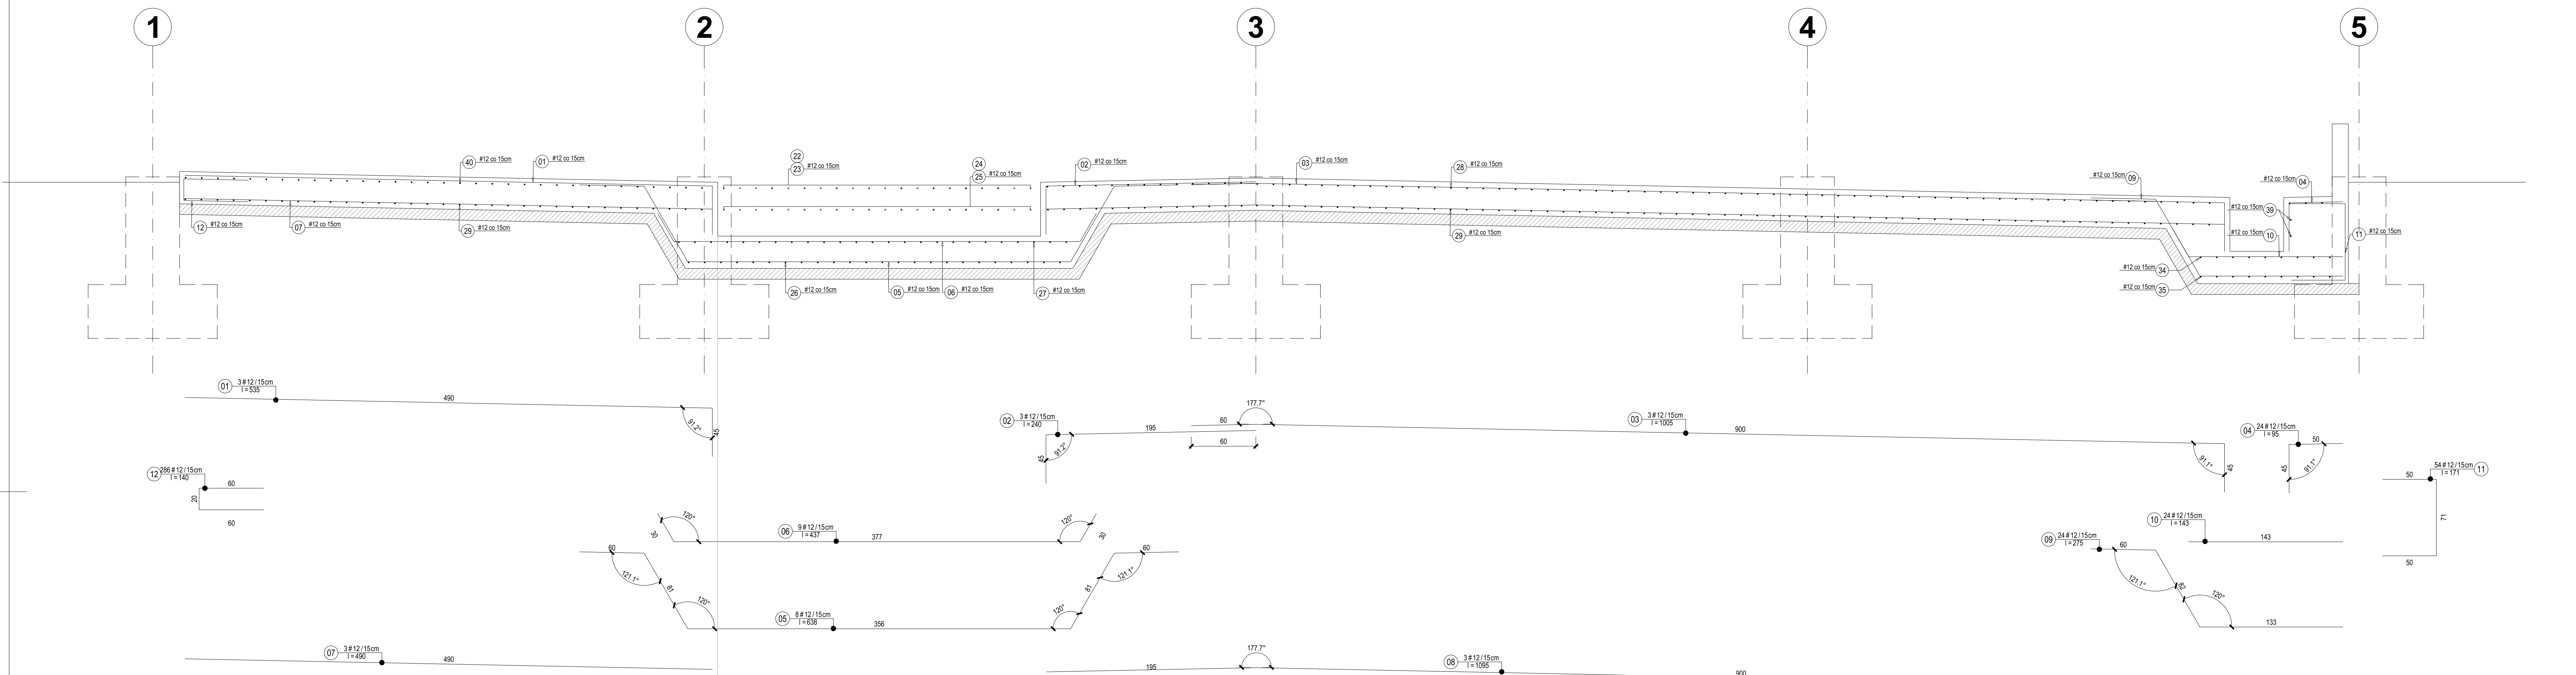 1
2
3
4
5
40 #12 co 15cm
01 #12 co 15cm
22
23 #12 co 15cm
24
25 #12 co 15cm
02 #12 co 15cm
03 #12 co 15cm
28 #12 co 15cm
#12 co 15cm 09
#12 co 15cm 04
#12 co 15cm 39
#12 co 15cm 10
11 #12 co 15cm
12 #12 co 15cm
07 #12 co 15cm
29 #12 co 15cm
29 #12 co 15cm
#12 co 15cm 34
#12 co 15cm 35
26 #12 co 15cm
05 #12 co 15cm
06 #12 co 15cm
27 #12 co 15cm
01 3 # 12 / 15cm
l = 535
490
91.2°
45
02 3 # 12 / 15cm
l = 240
195
91.2°
45
60
177.7°
60
03 3 # 12 / 15cm
l = 1005
900
91.1°
45
04 24 # 12 / 15cm
l = 95
50
91.1°
45
54 # 12 / 15cm 11
l = 171
50
71
50
12 286 # 12 / 15cm
l = 140
60
20
60
06 9 # 12 / 15cm
l = 437
120°
30
377
120°
30
10 24 # 12 / 15cm
l = 143
143
09 24 # 12 / 15cm
l = 275
60
121.1°
82
120°
133
60
121.1°
81
120°
05 8 # 12 / 15cm
l = 638
356
120°
81
121.1°
60
07 3 # 12 / 15cm
l = 490
490
195
177.7°
08 3 # 12 / 15cm
l = 1095
900